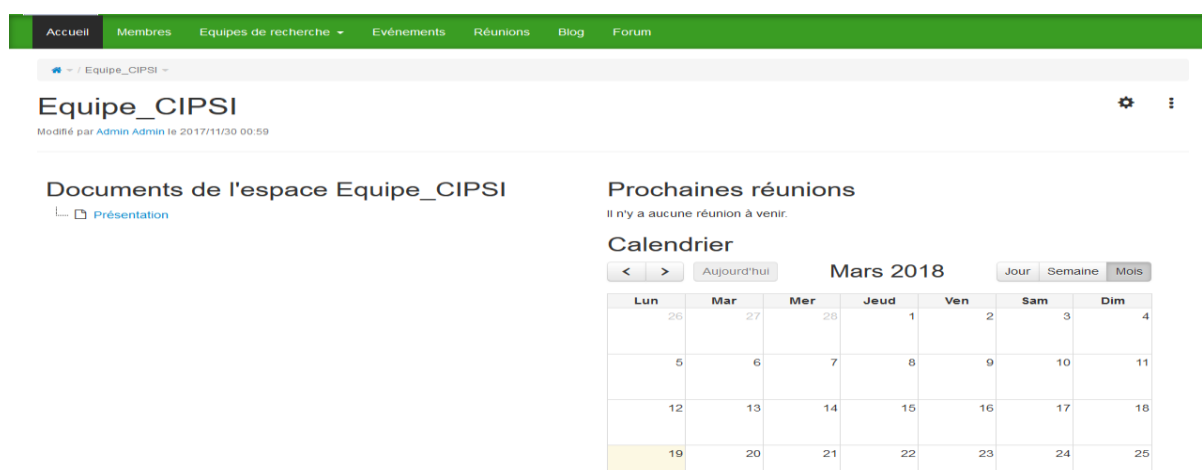 Accueil Membres Equipes de recherche Evénements Réunions Blog Forum
/ Equipe_CIPSI
Equipe_CIPSI
Modifié par Admin Admin le 2017/11/30 00:59
Documents de l'espace Equipe_CIPSI
Présentation
Prochaines réunions
Il n'y a aucune réunion à venir.
Calendrier
< > Aujourd'hui Mars 2018 Jour Semaine Mois
Lun Mar Mer Jeud Ven Sam Dim
26 27 28 1 2 3 4
5 6 7 8 9 10 11
12 13 14 15 16 17 18
19 20 21 22 23 24 25